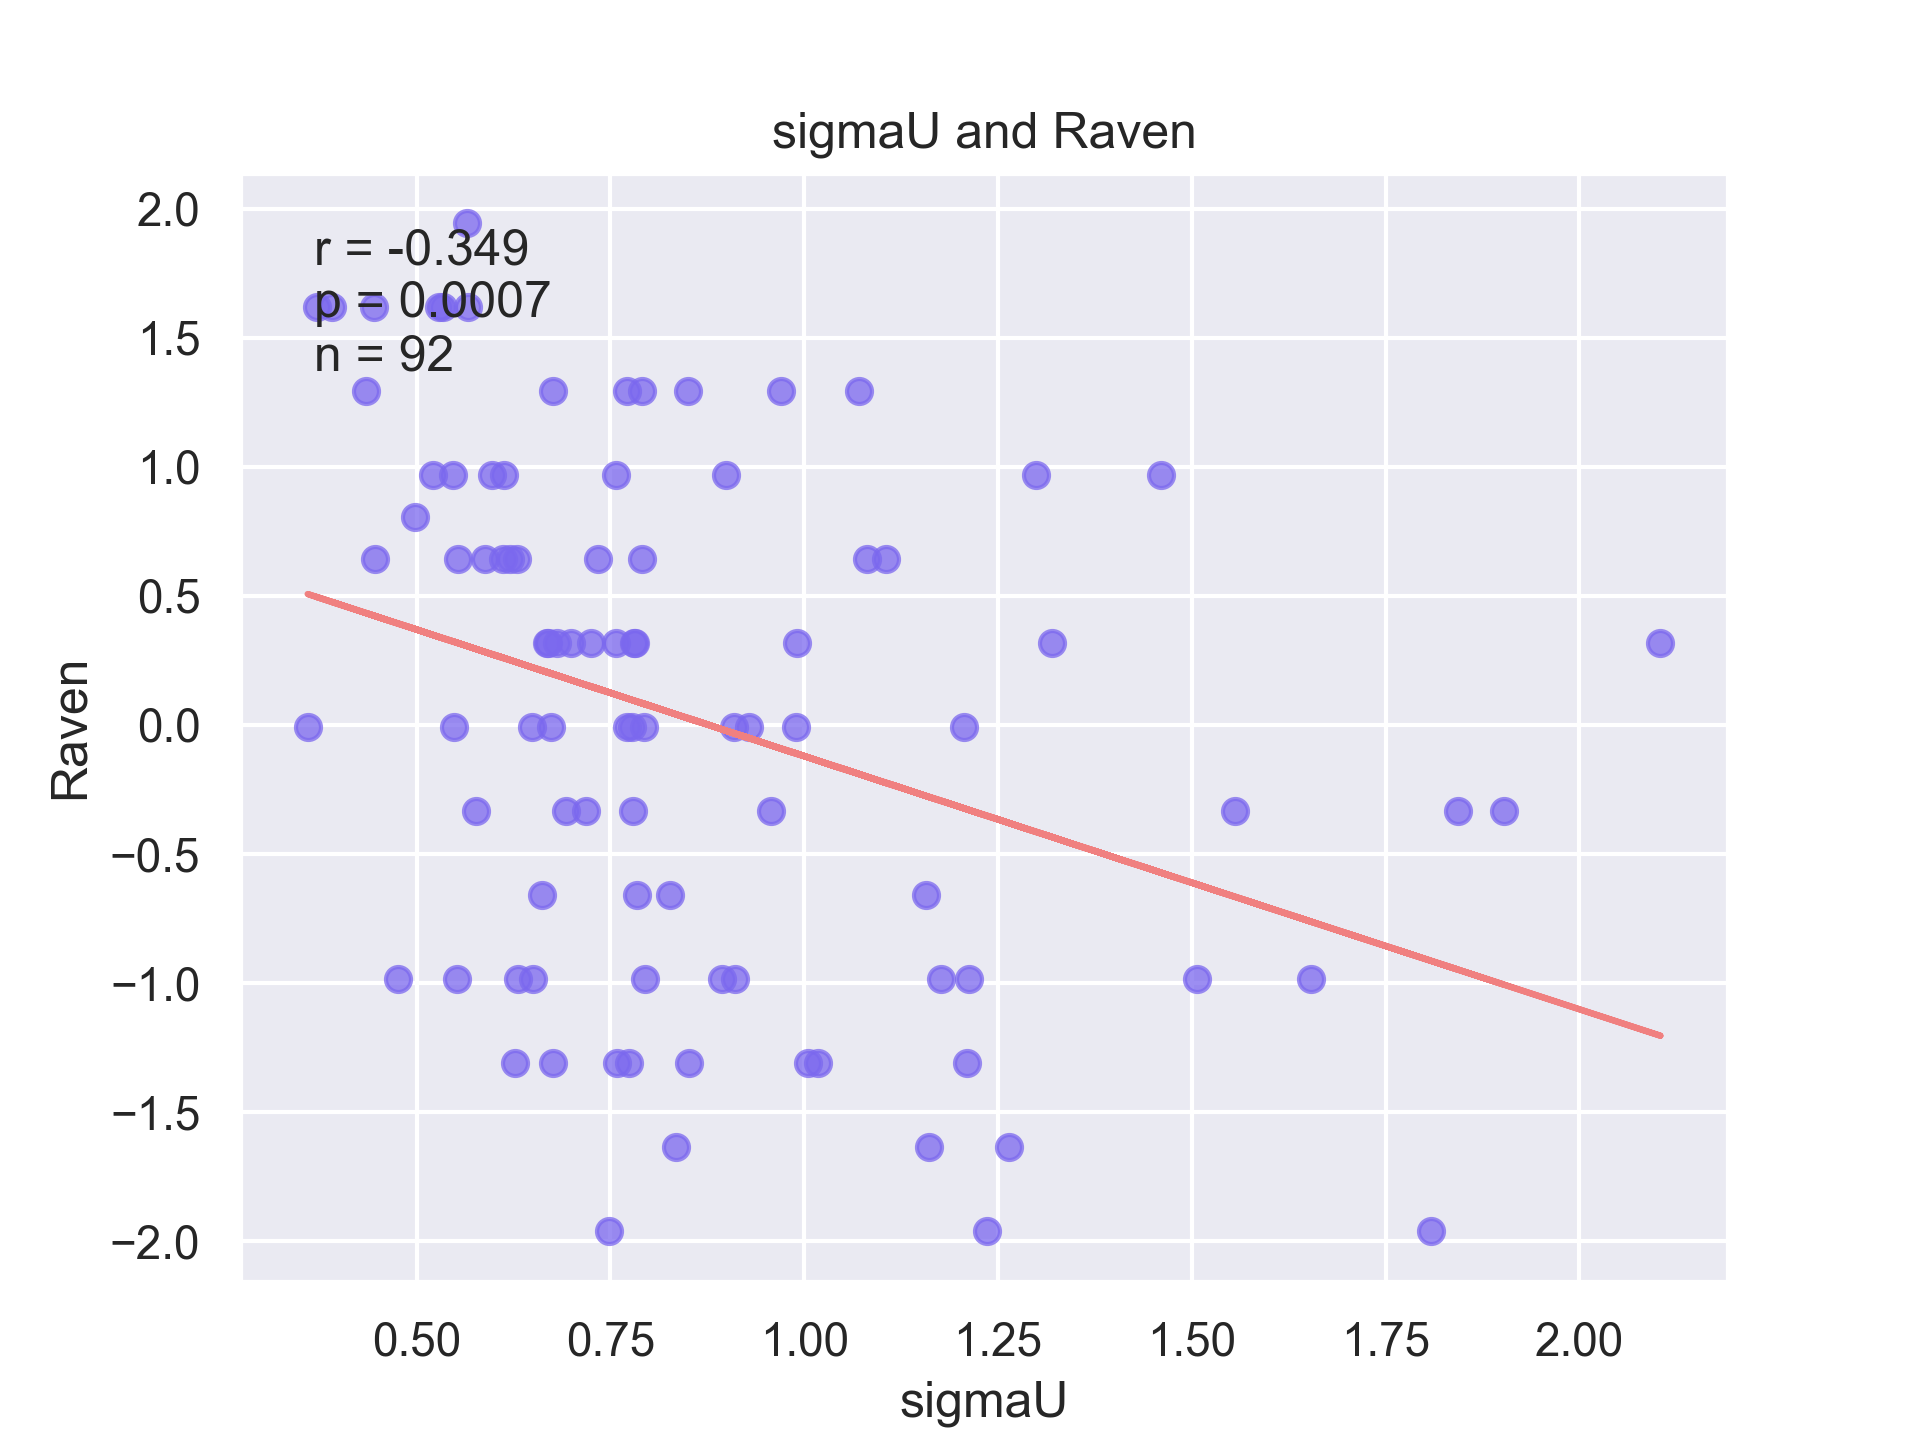 sigmaU and Raven
r = -0.349
p = 0.0007
n = 92
2.0
1.5
1.0
0.5
0.0
−0.5
−1.0
−1.5
−2.0
Raven
0.50 0.75 1.00 1.25 1.50 1.75 2.00
sigmaU